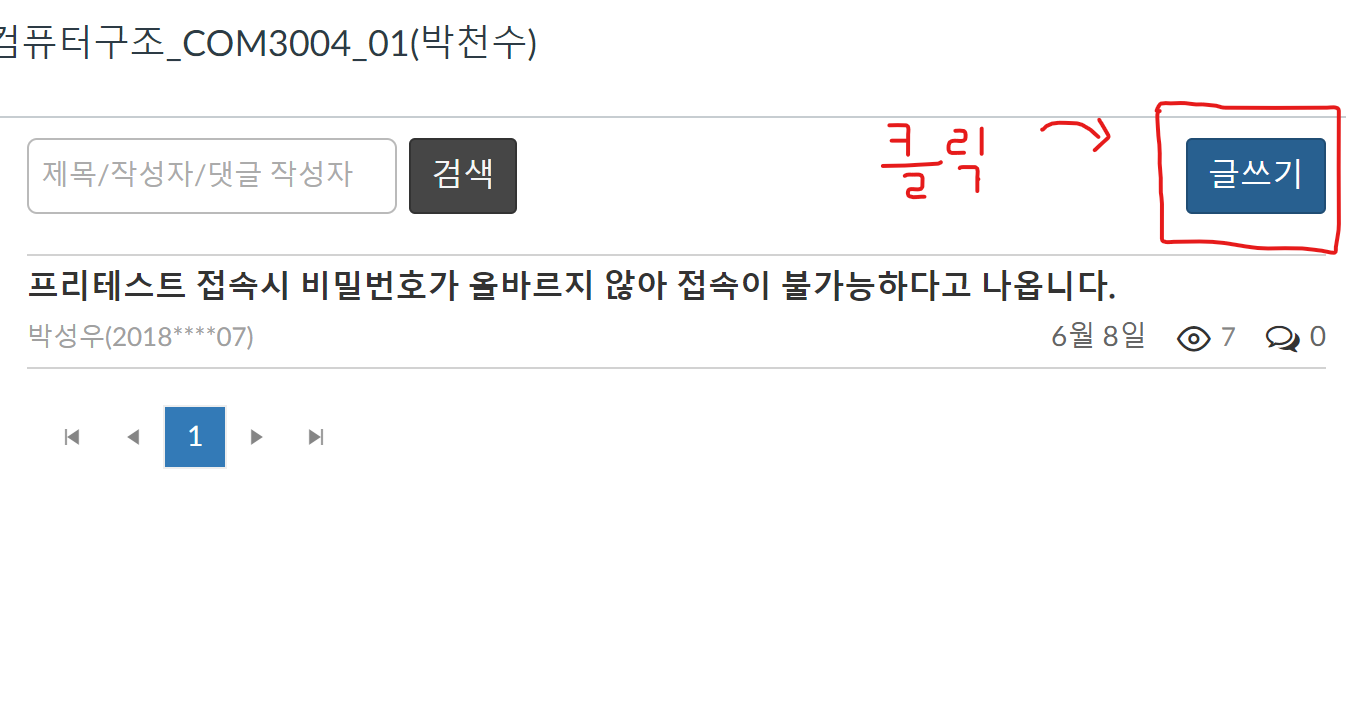 컴퓨터구조_COM3004_01(박천수)
제목/작성자/댓글 작성자 검색 클릭 글쓰기
프리테스트 접속시 비밀번호가 올바르지 않아 접속이 불가능하다고 나옵니다.
박성우(2018****07) 6월 8일 7 0
1